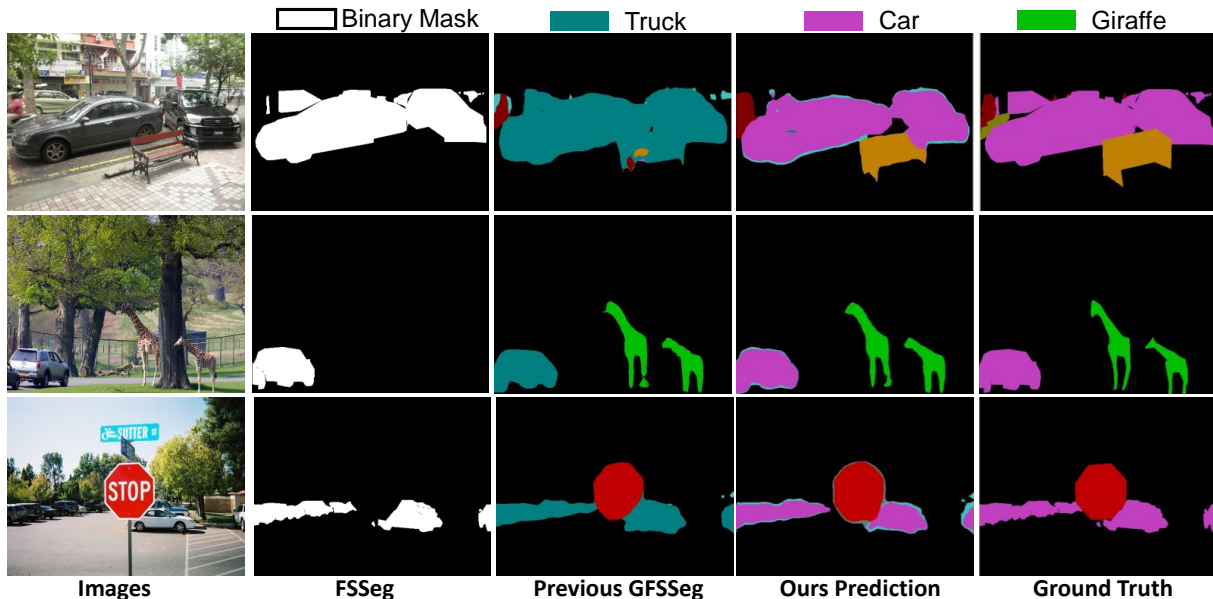 Binary Mask Truck Car Giraffe
SUTTER ST
STOP
Images FSSeg Previous GFSSeg Ours Prediction Ground Truth